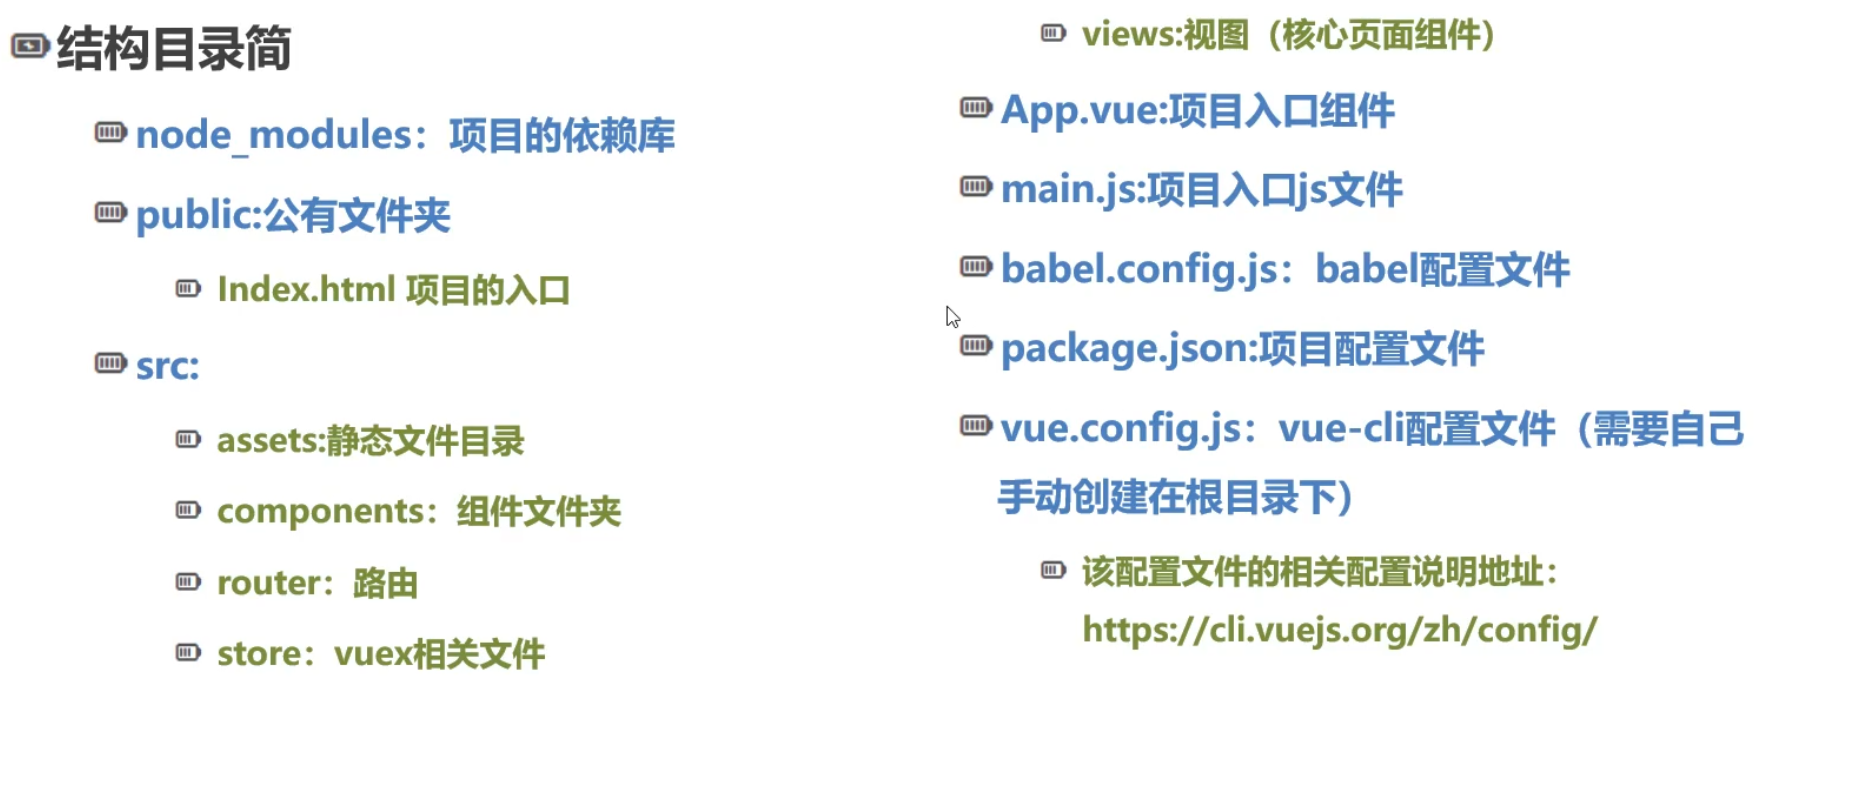 结构目录简
node_modules：项目的依赖库
public:公有文件夹
Index.html 项目的入口
src:
assets:静态文件目录
components：组件文件夹
router：路由
store：vuex相关文件
views:视图（核心页面组件）
App.vue:项目入口组件
main.js:项目入口js文件
babel.config.js：babel配置文件
package.json:项目配置文件
vue.config.js：vue-cli配置文件（需要自己
手动创建在根目录下）
该配置文件的相关配置说明地址：
https://cli.vuejs.org/zh/config/